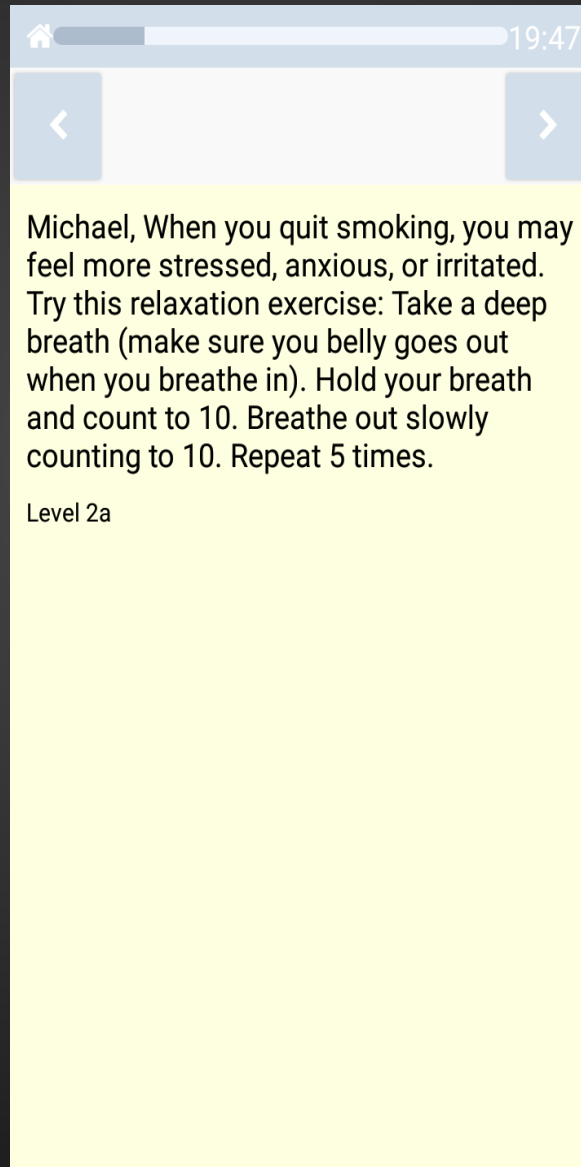 19:47
Michael, When you quit smoking, you may
feel more stressed, anxious, or irritated.
Try this relaxation exercise: Take a deep
breath (make sure you belly goes out
when you breathe in). Hold your breath
and count to 10. Breathe out slowly
counting to 10. Repeat 5 times.
Level 2a